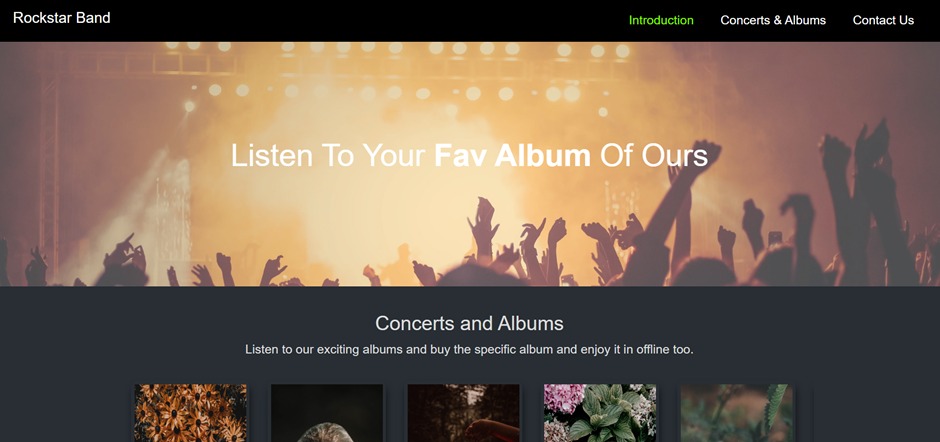 Rockstar Band
Introduction
Concerts & Albums
Contact Us
Listen To Your Fav Album Of Ours
Concerts and Albums
Listen to our exciting albums and buy the specific album and enjoy it in offline too.